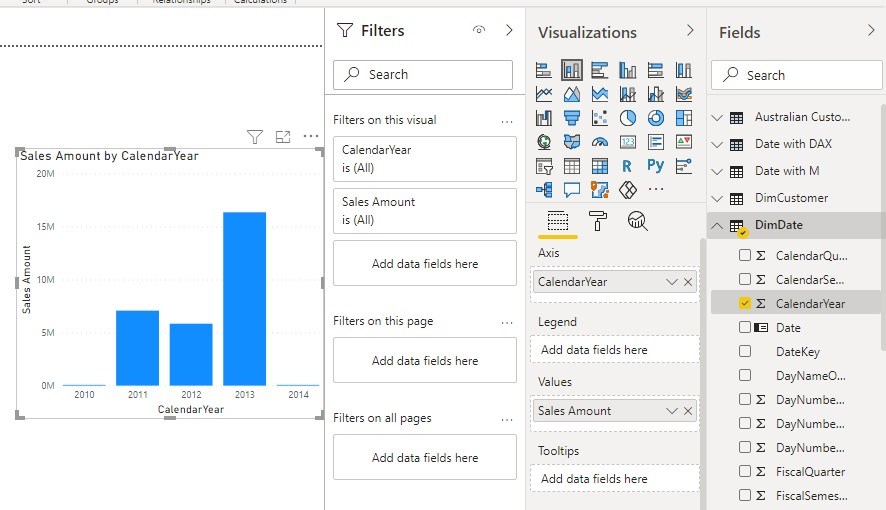 Sort
Groups
Relationships
Calculations
Sales Amount by CalendarYear
20M
15M
10M
5M
0M
Sales Amount
2010 2011 2012 2013 2014
CalendarYear
Filters
Search
Filters on this visual ...
CalendarYear
is (All)
Sales Amount
is (All)
Add data fields here
Filters on this page ...
Add data fields here
Filters on all pages ...
Add data fields here
Visualizations
123
R Py
...
Axis
CalendarYear
Legend
Add data fields here
Values
Sales Amount
Tooltips
Add data fields here
Fields
Search
Australian Custo...
Date with DAX
Date with M
DimCustomer
DimDate
Σ CalendarQu...
Σ CalendarSe...
Σ CalendarYear
Date
DateKey
DayNameO...
Σ DayNumbe...
Σ DayNumbe...
Σ DayNumbe...
Σ FiscalQuarter
Σ FiscalSemes...